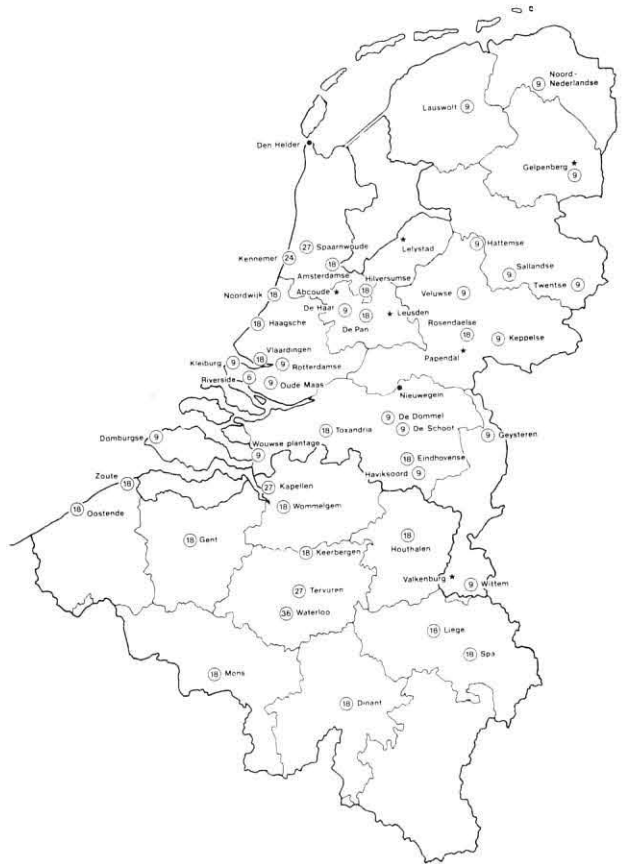 Noord-
Nederlandse
9
Lauswolt 9
Den Helder
Gelpenberg
9
27 Spaarnwoude
Kennemer 24
18
Amsterdamse
Lelystad
9 Hattemse
Sallandse
9
Twentse 9
Abcoude
Hilversumse
18
Noordwijk 18
De Haar 9
18
De Pan
Leusden
Veluwse 9
Haagsche
18
Rosendaelse
18
Keppelse
9
Papendal
Vlaardingen
Kleiburg 9 18 9 Rotterdamse
Riverside 6
9 Oude Maas
Nieuwegein
De Dommel
9
9 De Schoot
18 Toxandria
9 Geysteren
Domburgse 9
Wouwse plantage
9
18 Eindhovense
Haviksoord 9
Zoute
18
27 Kapellen
18 Oostende
18 Wommelgem
18 Gent
18 Keerbergen
18
Houthalen
Valkenburg
9 Wittem
27 Tervuren
36 Waterloo
18 Liege
18 Spa
18 Mons
18 Dinant